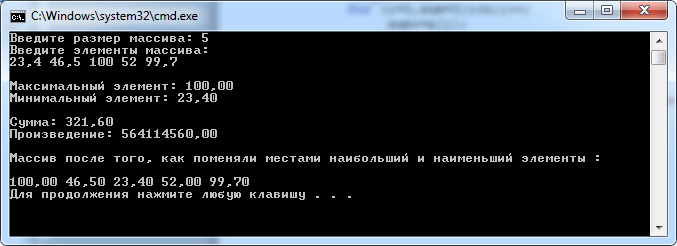 C:\Windows\system32\cmd.exe
Введите размер массива: 5
Введите элементы массива:
23,4 46,5 100 52 99,7
Максимальный элемент: 100,00
Минимальный элемент: 23,40
Сумма: 321,60
Произведение: 564114560,00
Массив после того, как поменяли местами наибольший и наименьший элементы :
100,00 46,50 23,40 52,00 99,70
Для продолжения нажмите любую клавишу . . .